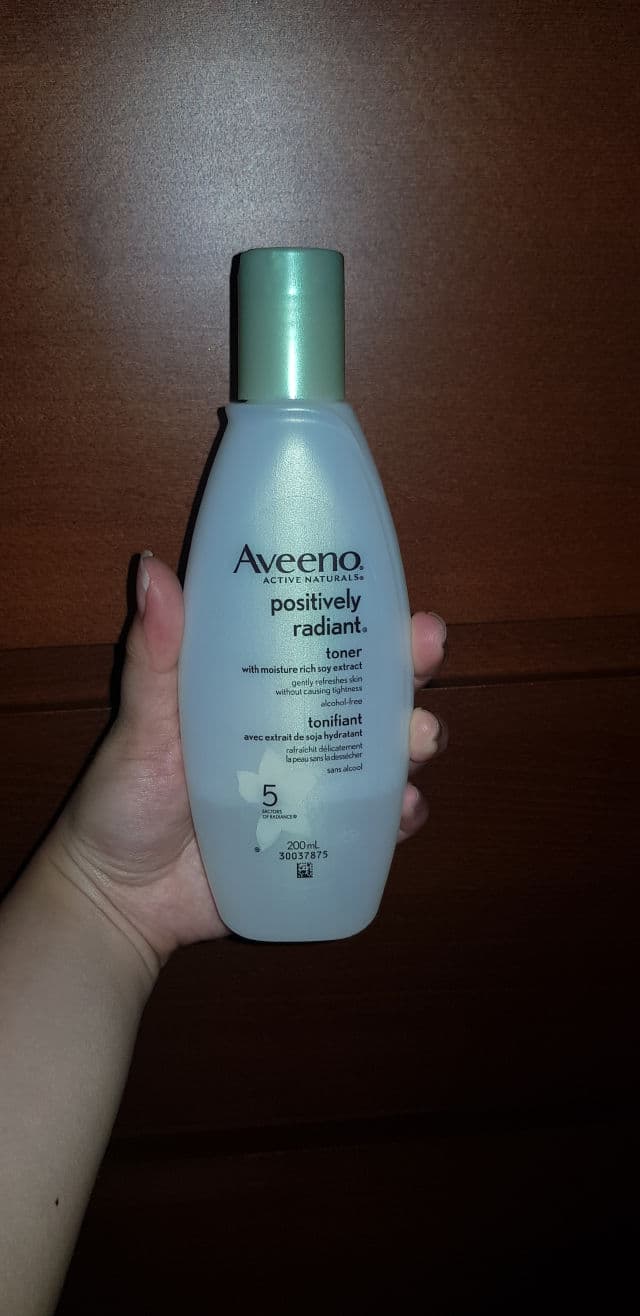 Aveeno®
ACTIVE NATURALS®
positively
radiant®
toner
with moisture rich soy extract
gently refreshes skin
without causing tightness
alcohol-free
tonifiant
avec extrait de soja hydratant
rafraîchit délicatement
la peau sans la dessécher
sans alcool
5
FACTORS
OF RADIANCE®
200 mL
30037875